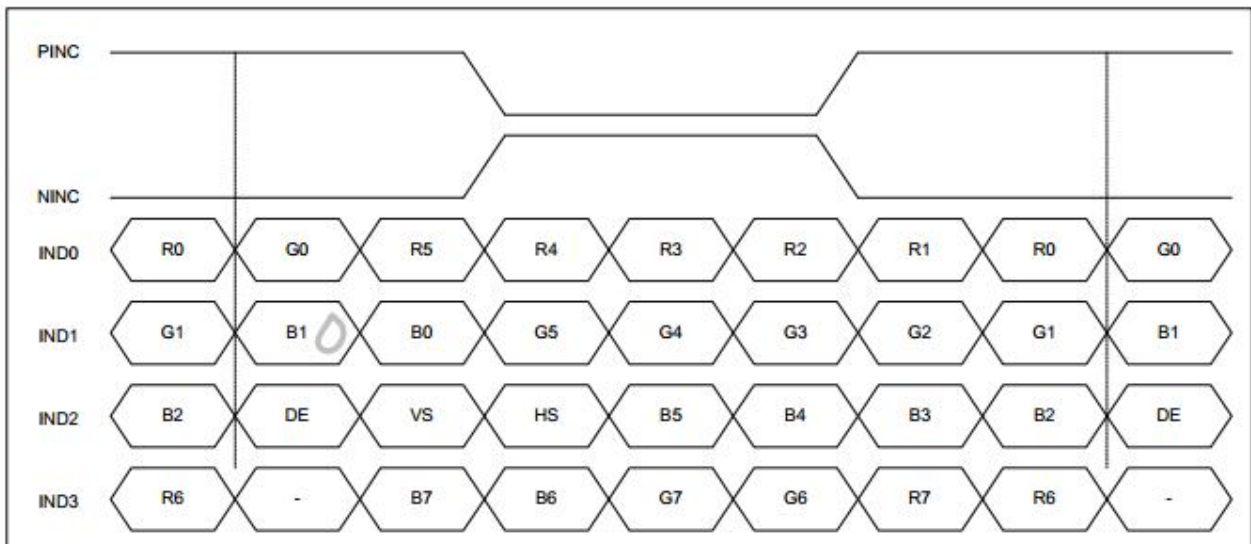 PINC
NINC
IND0 R0 G0 R5 R4 R3 R2 R1 R0 G0
IND1 G1 B1 B0 G5 G4 G3 G2 G1 B1
IND2 B2 DE VS HS B5 B4 B3 B2 DE
IND3 R6 - B7 B6 G7 G6 R7 R6 -